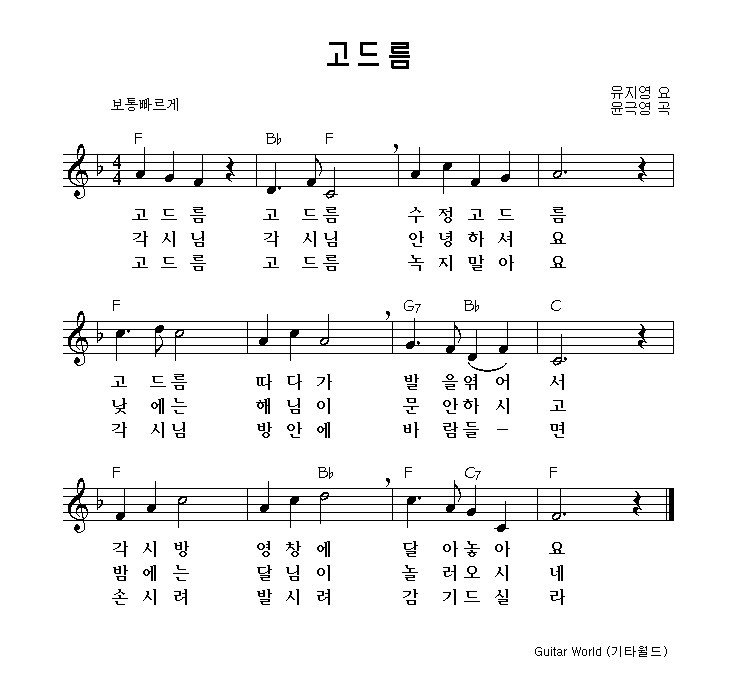 고드름
보통빠르게
유지영 요
윤극영 곡
F B♭ F
4
4
고 드 름 고 드름 수 정 고 드 름
각 시 님 각 시님 안 녕 하 셔 요
고 드 름 고 드름 녹 지 말 아 요
F G7 B♭ C
고 드름 따 다 가 발 을 엮 어 서
낮 에는 해 님 이 문 안 하 시 고
각 시님 방 안 에 바 람 들 － 면
F B♭ F C7 F
각 시 방 영 창 에 달 아 놓 아 요
밤 에 는 달 님 이 놀 러 오 시 네
손 시 려 발 시 려 감 기 드 실 라
Guitar World (기타월드)